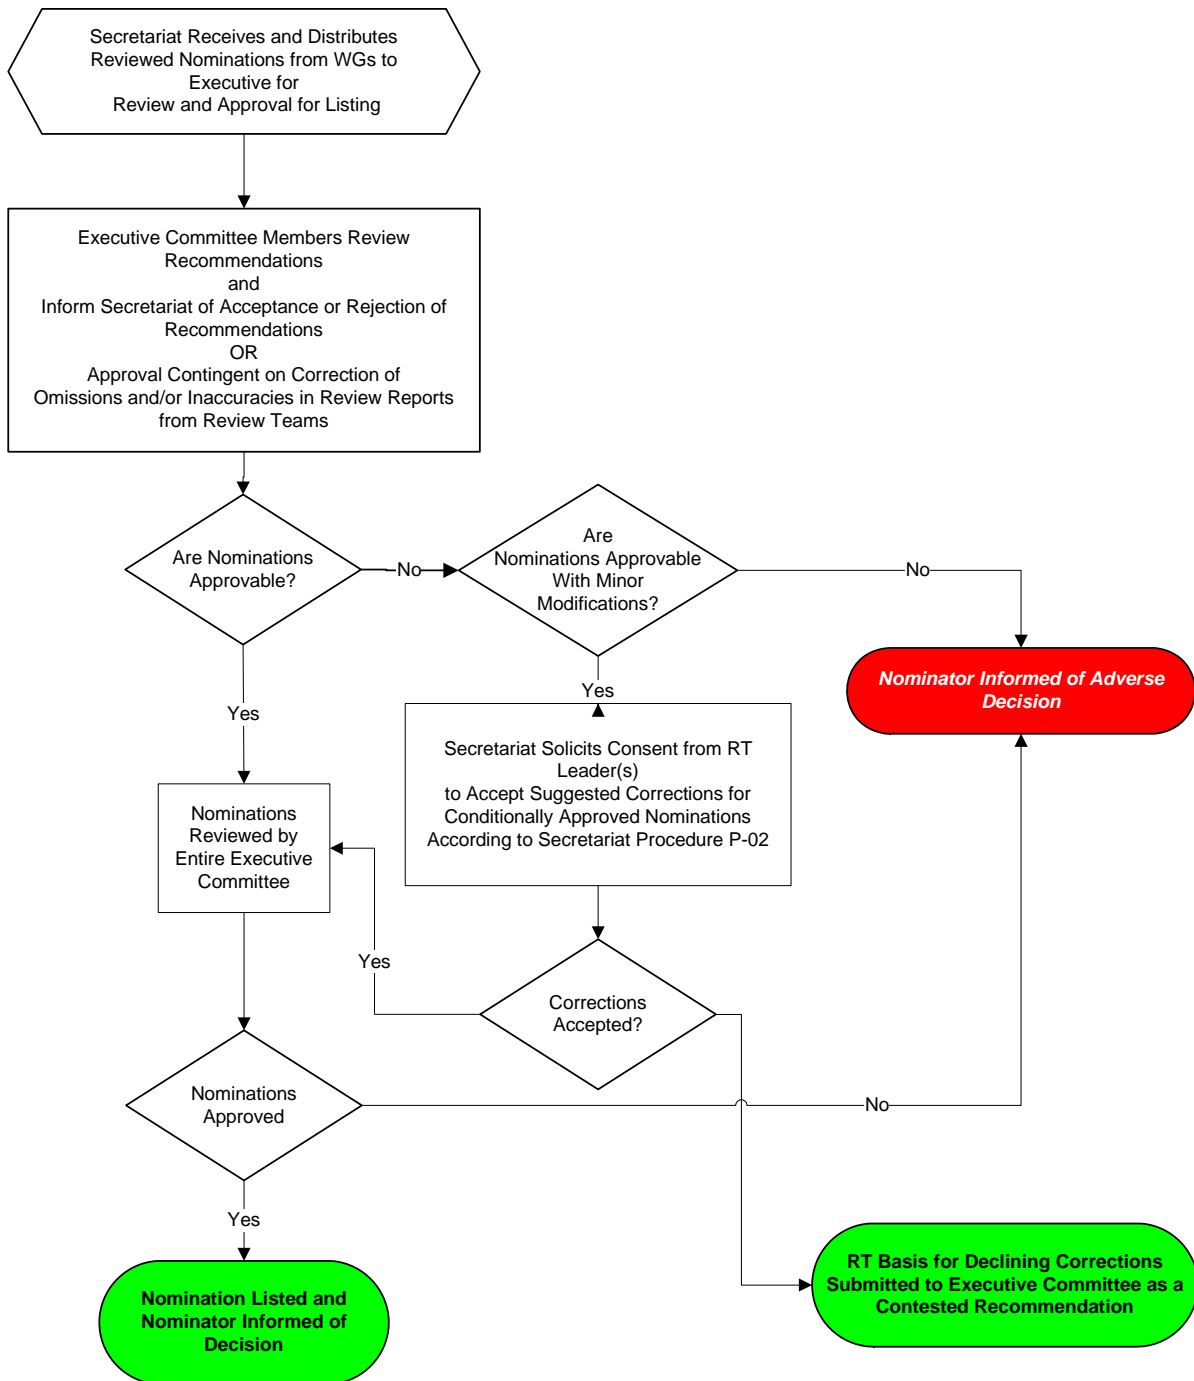 Secretariat Receives and Distributes
Reviewed Nominations from WGs to
Executive for
Review and Approval for Listing
Executive Committee Members Review
Recommendations
and
Inform Secretariat of Acceptance or Rejection of
Recommendations
OR
Approval Contingent on Correction of
Omissions and/or Inaccuracies in Review Reports
from Review Teams
Are Nominations
Approvable?
No
Are
Nominations Approvable
With Minor
Modifications?
No
Nominator Informed of Adverse
Decision
Yes
Yes
Secretariat Solicits Consent from RT
Leader(s)
to Accept Suggested Corrections for
Conditionally Approved Nominations
According to Secretariat Procedure P-02
Nominations
Reviewed by
Entire Executive
Committee
Yes
Corrections
Accepted?
Nominations
Approved
No
Yes
RT Basis for Declining Corrections
Submitted to Executive Committee as a
Contested Recommendation
Nomination Listed and
Nominator Informed of
Decision